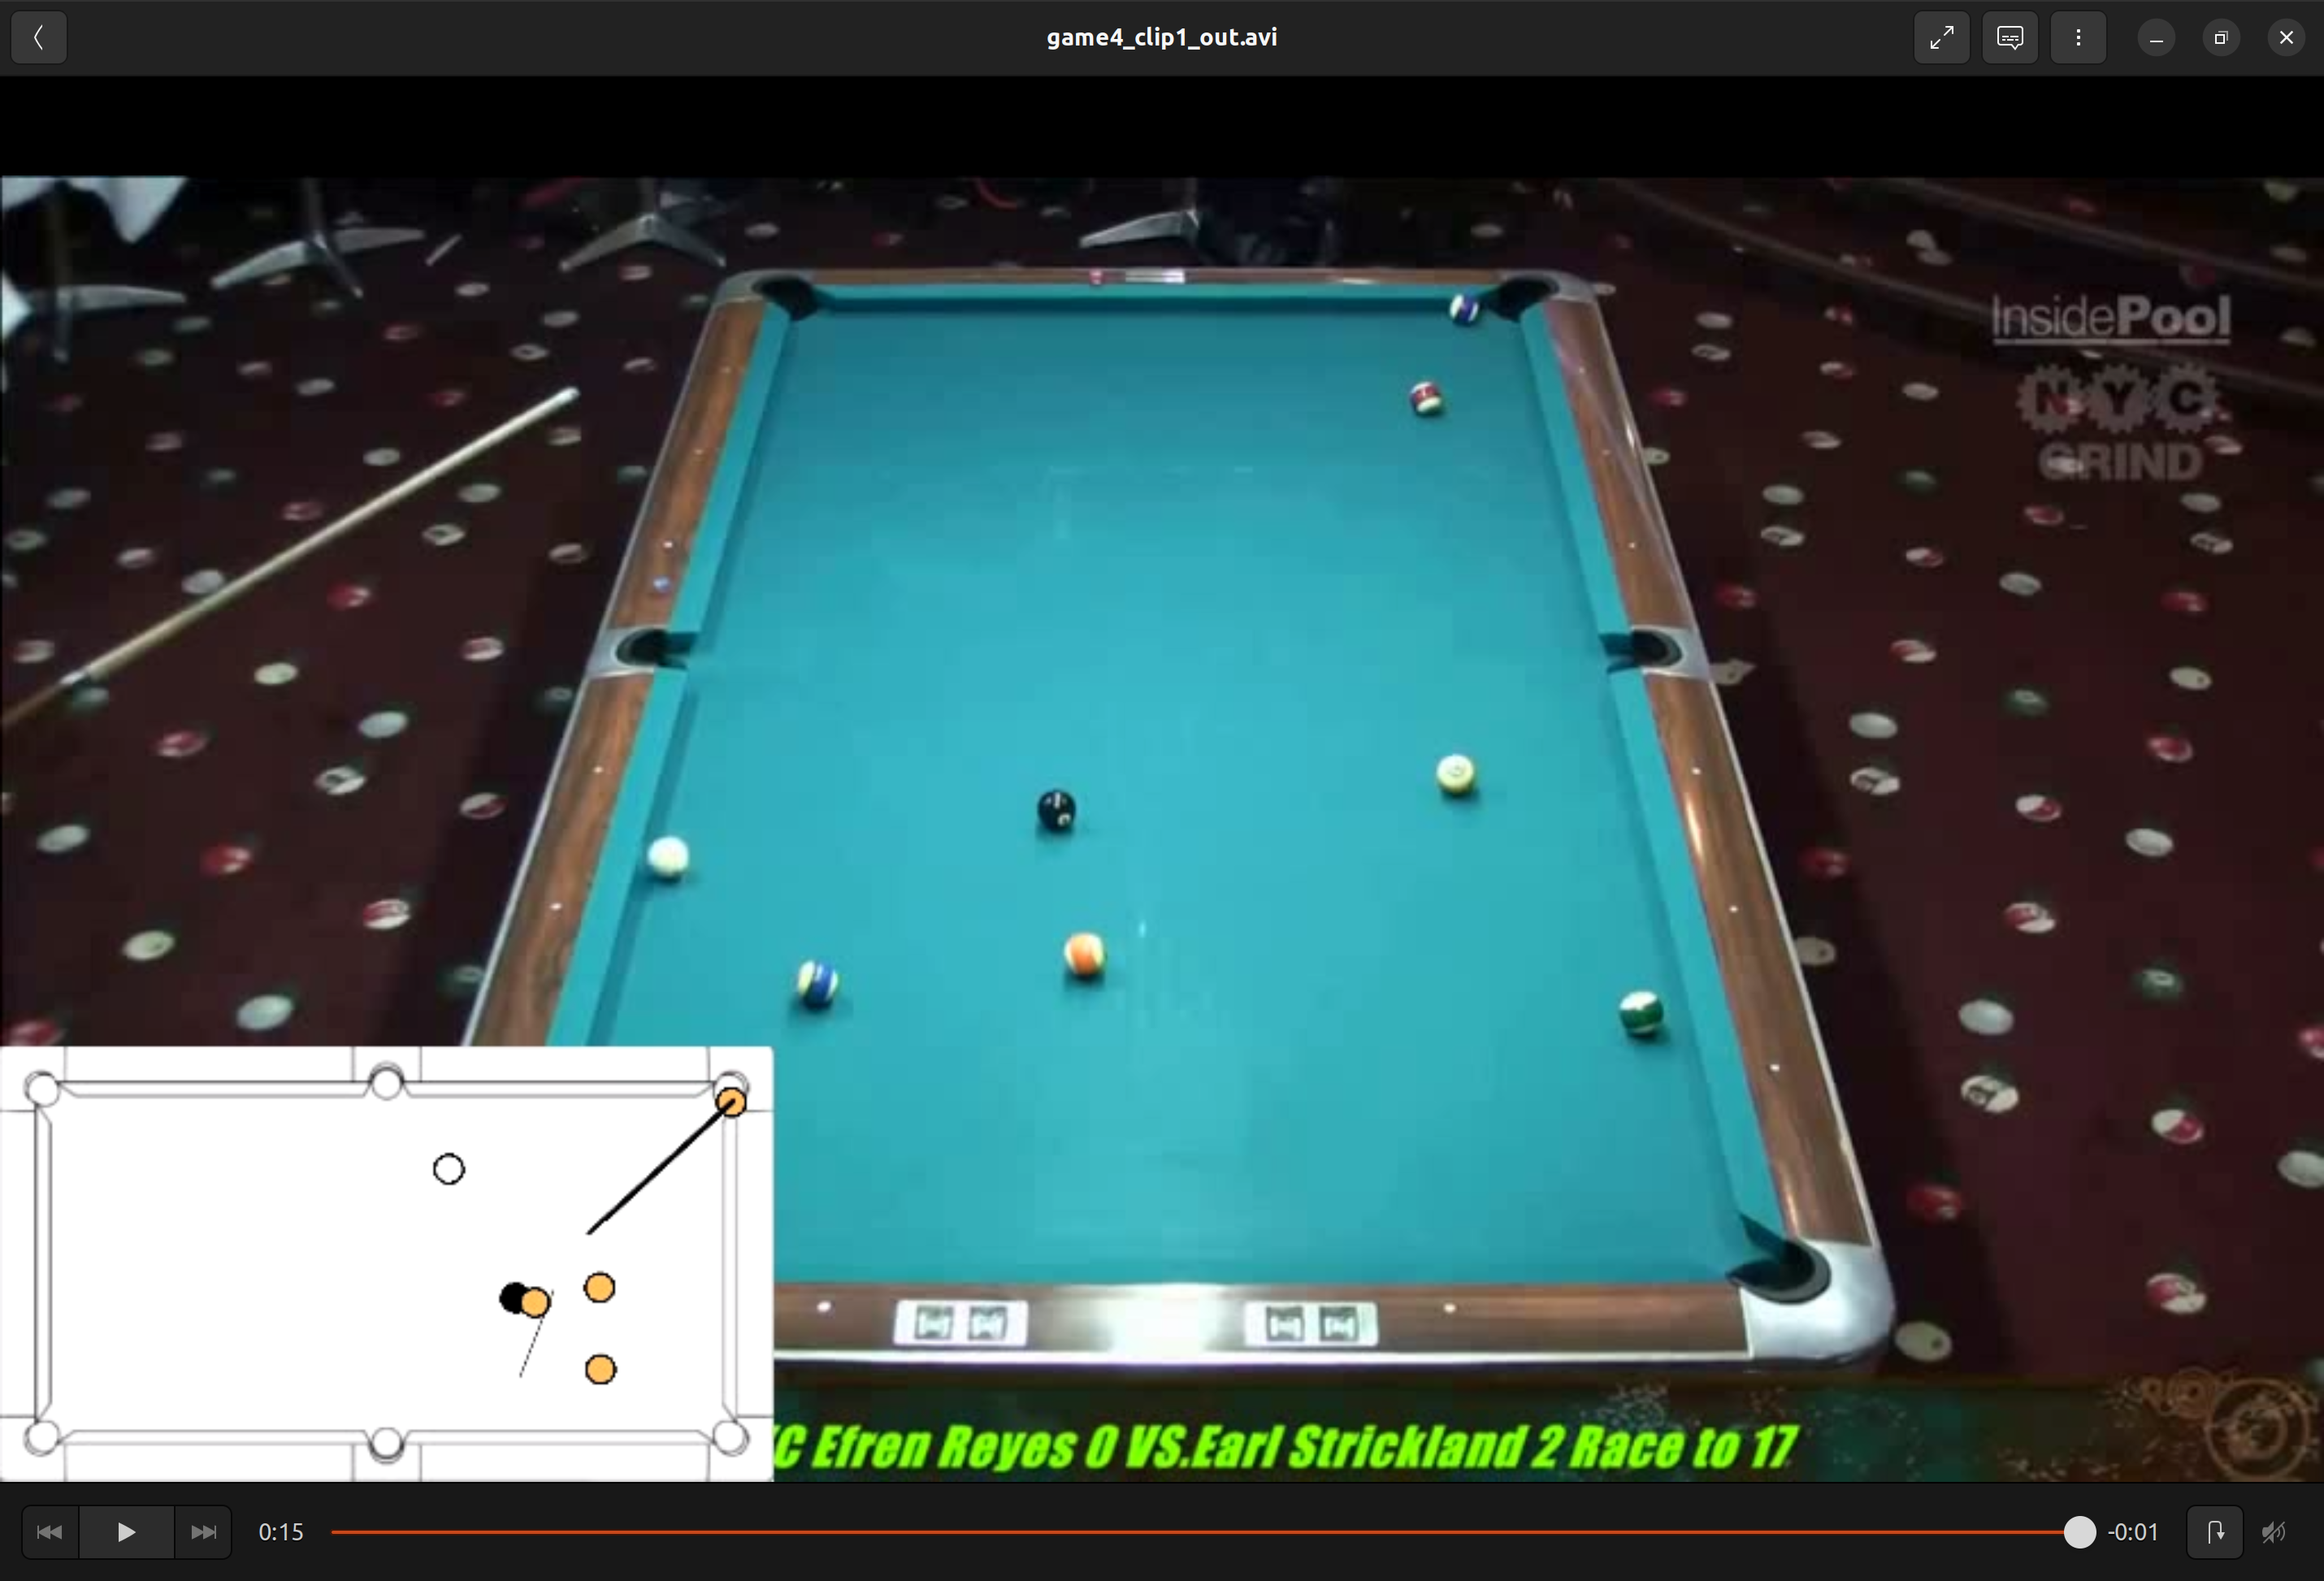 game4_clip1_out.avi
InsidePool
NYC
GRIND
C Efren Reyes 0 VS.Earl Strickland 2 Race to 17
0:15
-0:01